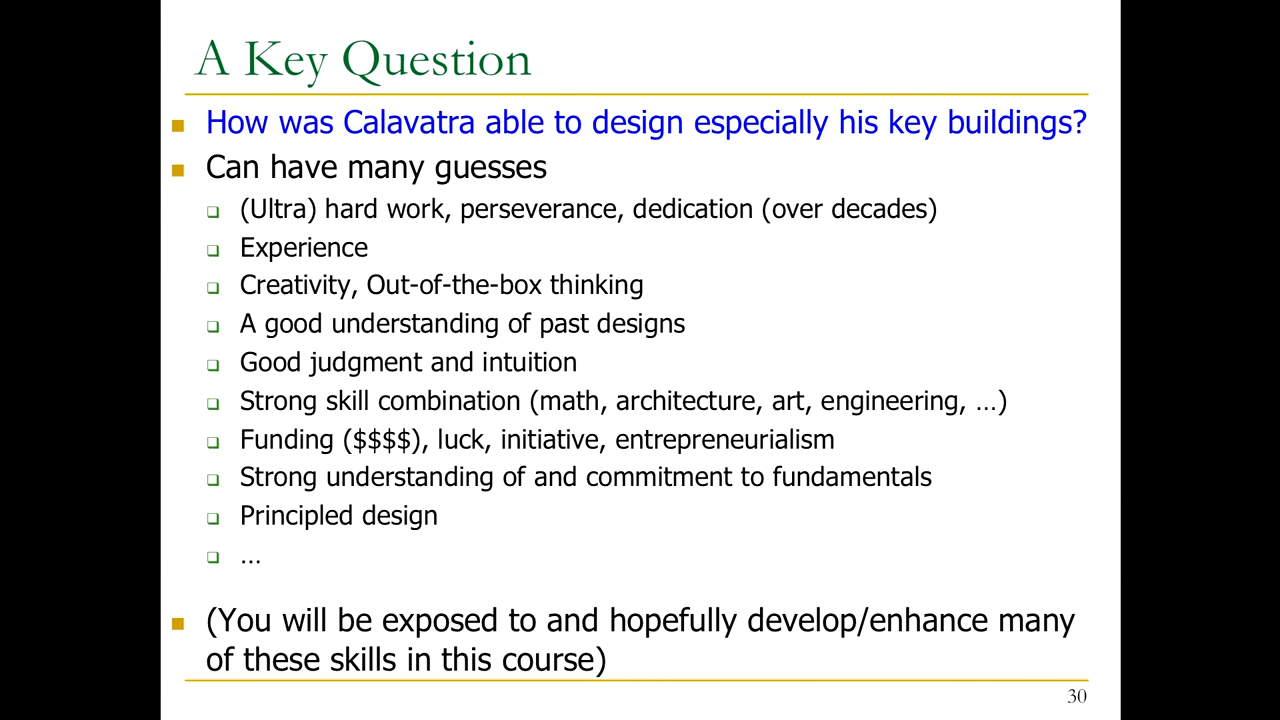 A Key Question
How was Calavatra able to design especially his key buildings?
Can have many guesses
(Ultra) hard work, perseverance, dedication (over decades)
Experience
Creativity, Out-of-the-box thinking
A good understanding of past designs
Good judgment and intuition
Strong skill combination (math, architecture, art, engineering, …)
Funding ($$$$), luck, initiative, entrepreneurialism
Strong understanding of and commitment to fundamentals
Principled design
…
(You will be exposed to and hopefully develop/enhance many
of these skills in this course)
30